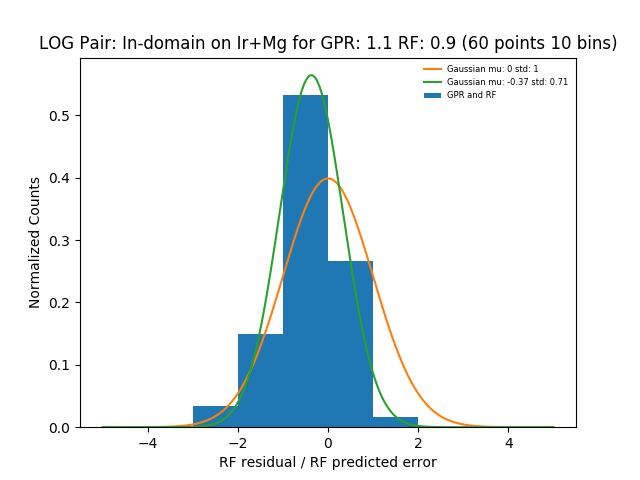 LOG Pair: In-domain on Ir+Mg for GPR: 1.1 RF: 0.9 (60 points 10 bins)
Gaussian mu: 0 std: 1
Gaussian mu: -0.37 std: 0.71
GPR and RF
Normalized Counts
0.5
0.4
0.3
0.2
0.1
0.0
−4
−2
0
2
4
RF residual / RF predicted error